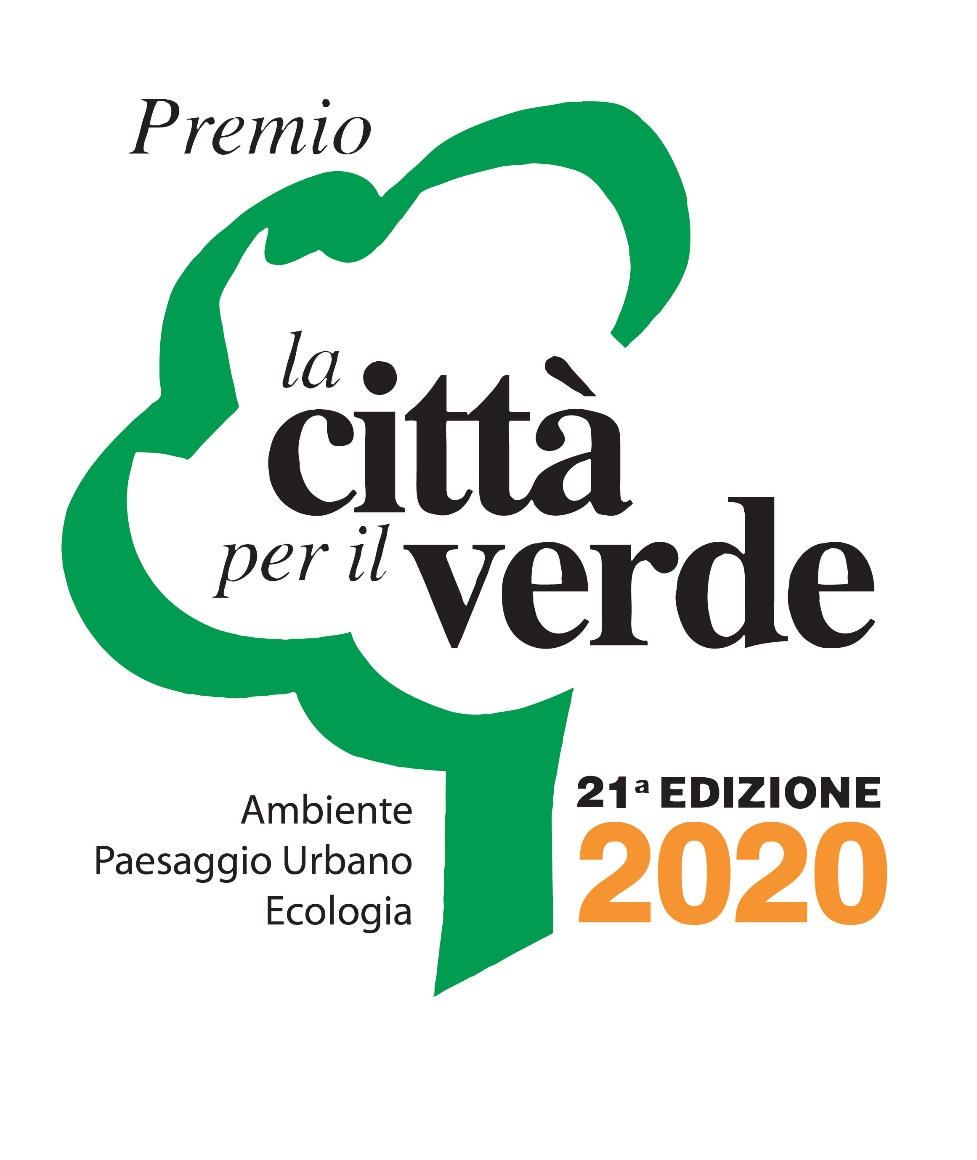 Premio
la
città
per il
verde
21ª EDIZIONE
2020
Ambiente
Paesaggio Urbano
Ecologia